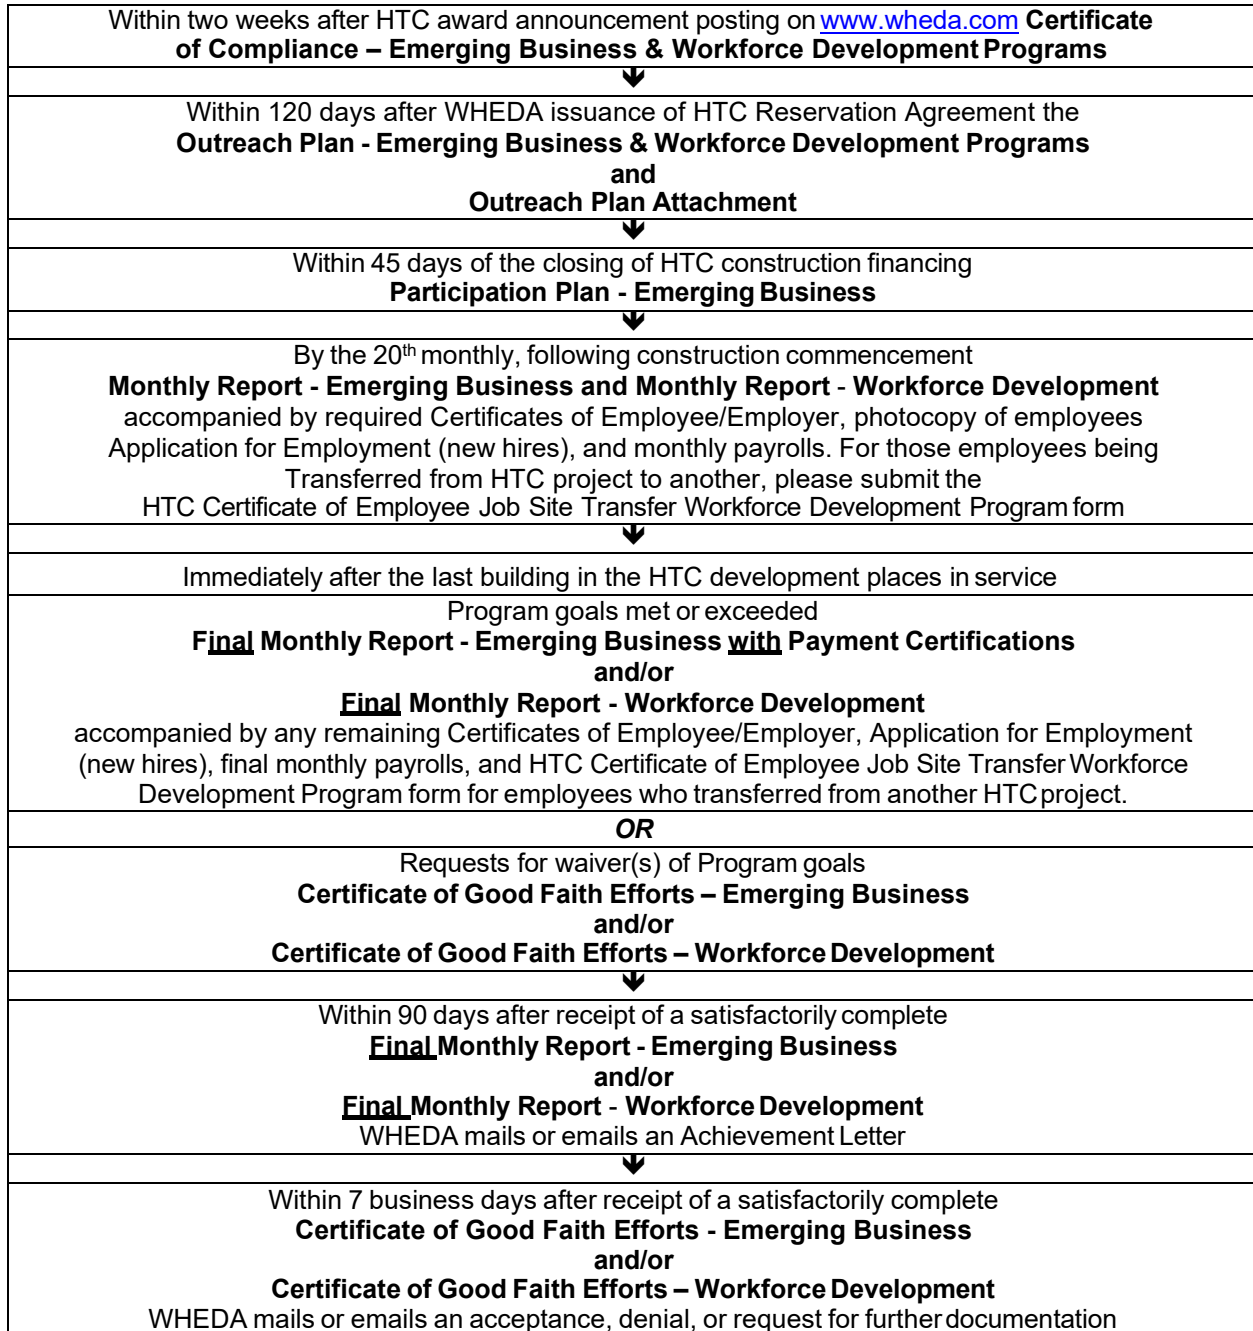 Within two weeks after HTC award announcement posting on www.wheda.com Certificate
of Compliance – Emerging Business & Workforce Development Programs
Within 120 days after WHEDA issuance of HTC Reservation Agreement the
Outreach Plan - Emerging Business & Workforce Development Programs
and
Outreach Plan Attachment
Within 45 days of the closing of HTC construction financing
Participation Plan - Emerging Business
By the 20th monthly, following construction commencement
Monthly Report - Emerging Business and Monthly Report - Workforce Development
accompanied by required Certificates of Employee/Employer, photocopy of employees
Application for Employment (new hires), and monthly payrolls. For those employees being
Transferred from HTC project to another, please submit the
HTC Certificate of Employee Job Site Transfer Workforce Development Program form
Immediately after the last building in the HTC development places in service
Program goals met or exceeded
Final Monthly Report - Emerging Business with Payment Certifications
and/or
Final Monthly Report - Workforce Development
accompanied by any remaining Certificates of Employee/Employer, Application for Employment
(new hires), final monthly payrolls, and HTC Certificate of Employee Job Site Transfer Workforce
Development Program form for employees who transferred from another HTC project.
OR
Requests for waiver(s) of Program goals
Certificate of Good Faith Efforts – Emerging Business
and/or
Certificate of Good Faith Efforts – Workforce Development
Within 90 days after receipt of a satisfactorily complete
Final Monthly Report - Emerging Business
and/or
Final Monthly Report - Workforce Development
WHEDA mails or emails an Achievement Letter
Within 7 business days after receipt of a satisfactorily complete
Certificate of Good Faith Efforts - Emerging Business
and/or
Certificate of Good Faith Efforts – Workforce Development
WHEDA mails or emails an acceptance, denial, or request for further documentation